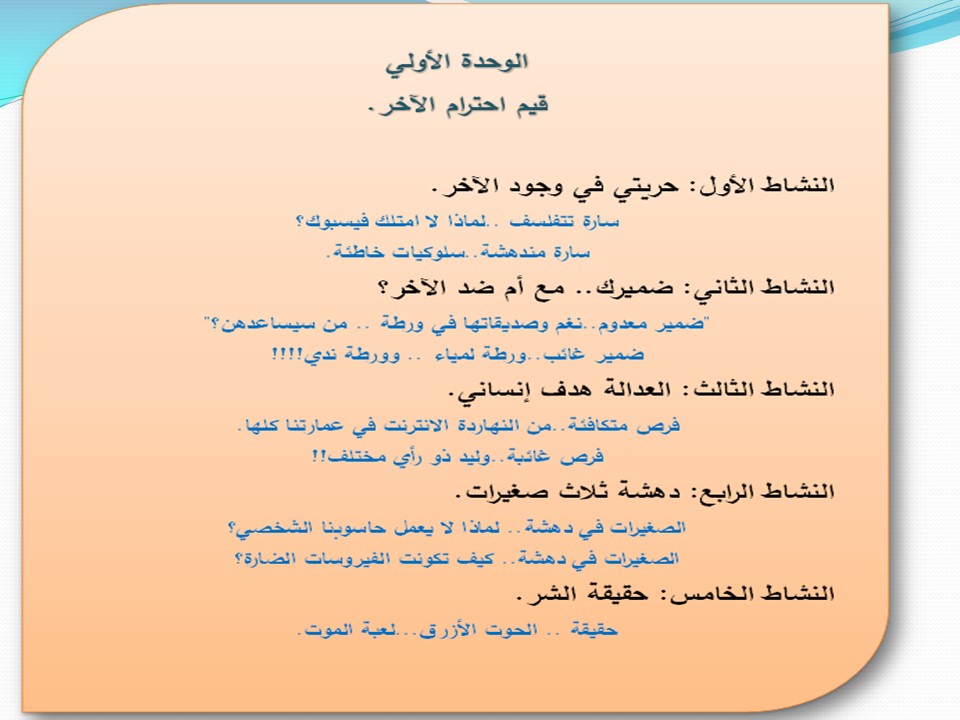 الوحدة الأولي
قيم احترام الآخر.
النشاط الأول: حريتي في وجود الآخر.
سارة تتفلسف ..لماذا لا امتلك فيسبوك؟
سارة مندهشة..سلوكيات خاطئة.
النشاط الثاني: ضميرك.. مع أم ضد الآخر؟
"ضمير معدوم..نغم وصديقاتها في ورطة .. من سيساعدهن؟"
ضمير غائب..ورطة لمياء .. وورطة ندي!!!!
النشاط الثالث: العدالة هدف إنساني.
فرص متكافئة..من النهاردة الانترنت في عمارتنا كلها.
فرص غائبة..وليد ذو رأي مختلف!!
النشاط الرابع: دهشة ثلاث صغيرات.
الصغيرات في دهشة.. لماذا لا يعمل حاسوبنا الشخصي؟
الصغيرات في دهشة.. كيف تكونت الفيروسات الضارة؟
النشاط الخامس: حقيقة الشر.
حقيقة .. الحوت الأزرق...لعبة الموت.